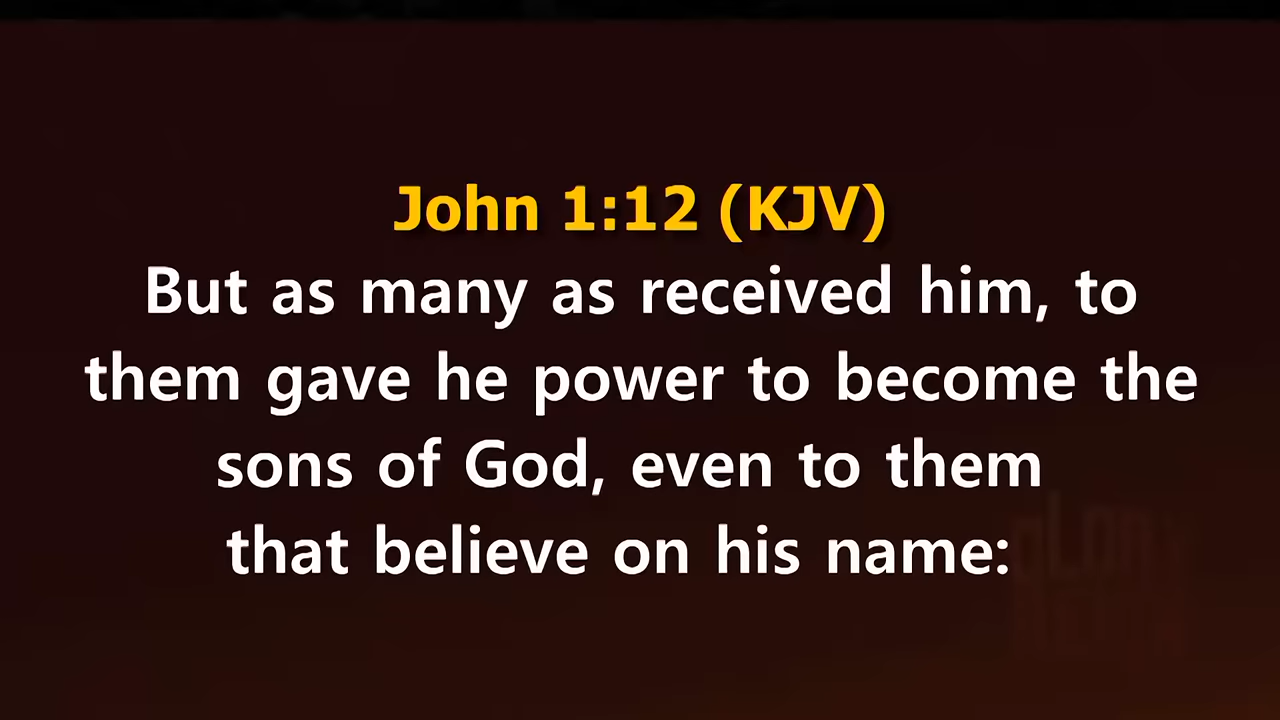 John 1:12 (KJV)
But as many as received him, to
them gave he power to become the
sons of God, even to them
that believe on his name: